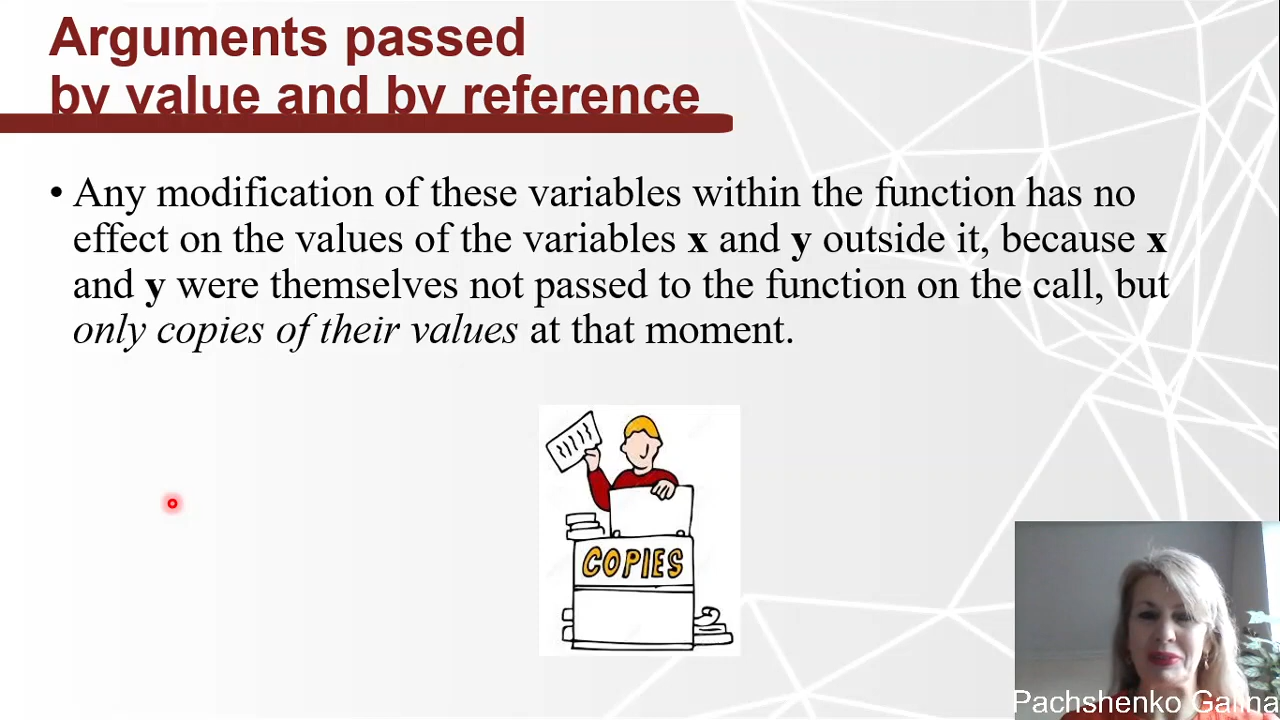 Arguments passed
by value and by reference
• Any modification of these variables within the function has no
effect on the values of the variables x and y outside it, because x
and y were themselves not passed to the function on the call, but
only copies of their values at that moment.
COPIES
Pachshenko Galina